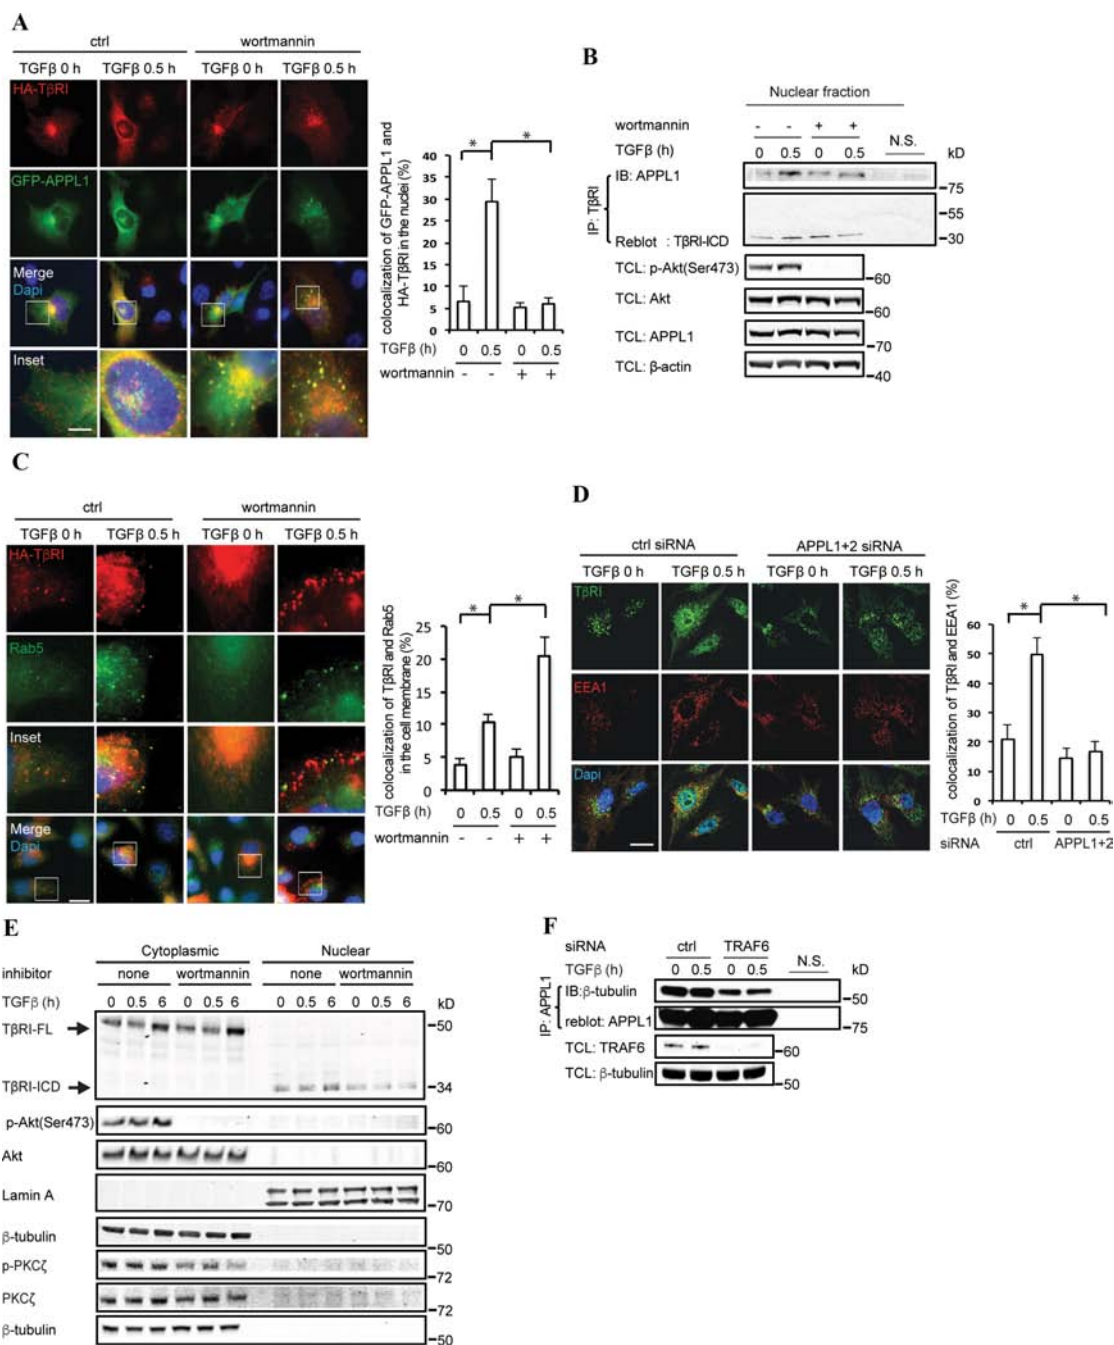 A
ctrl
wortmannin
TGFβ 0 h
TGFβ 0.5 h
TGFβ 0 h
TGFβ 0.5 h
HA-TβRI
GFP-APPL1
Merge
Dapi
Inset
colocalization of GFP-APPL1 and
HA-TβRI in the nuclei (%)
40
35
30
25
20
15
10
5
0
*
*
TGFβ (h)
0
0.5
0
0.5
wortmannin
-
-
+
+
B
Nuclear fraction
wortmannin
-
-
+
+
TGFβ (h)
0
0.5
0
0.5
N.S.
kD
IP: TβRI
IB: APPL1
75
55
30
Reblot : TβRI-ICD
TCL: p-Akt(Ser473)
60
TCL: Akt
60
TCL: APPL1
70
TCL: β-actin
40
C
ctrl
wortmannin
TGFβ 0 h
TGFβ 0.5 h
TGFβ 0 h
TGFβ 0.5 h
HA-TβRI
Rab5
Inset
Merge
Dapi
colocalization of TβRI and Rab5
in the cell membrane (%)
25
20
15
10
5
0
*
*
TGFβ (h)
0
0.5
0
0.5
wortmannin
-
-
+
+
D
ctrl siRNA
APPL1+2 siRNA
TGFβ 0 h
TGFβ 0.5 h
TGFβ 0 h
TGFβ 0.5 h
TβRI
EEA1
Dapi
colocalization of TβRI and EEA1 (%)
60
50
40
30
20
10
0
*
*
TGFβ (h)
0
0.5
0
0.5
siRNA
ctrl
APPL1+2
E
Cytoplasmic
Nuclear
inhibitor
none
wortmannin
none
wortmannin
TGFβ (h)
0
0.5
6
0
0.5
6
0
0.5
6
0
0.5
6
kD
TβRI-FL
50
TβRI-ICD
34
p-Akt(Ser473)
60
Akt
60
Lamin A
70
β-tubulin
50
p-PKCζ
72
PKCζ
72
β-tubulin
50
F
siRNA
ctrl
TRAF6
TGFβ (h)
0
0.5
0
0.5
N.S.
kD
IP: APPL1
IB:β-tubulin
50
reblot: APPL1
75
TCL: TRAF6
60
TCL: β-tubulin
50